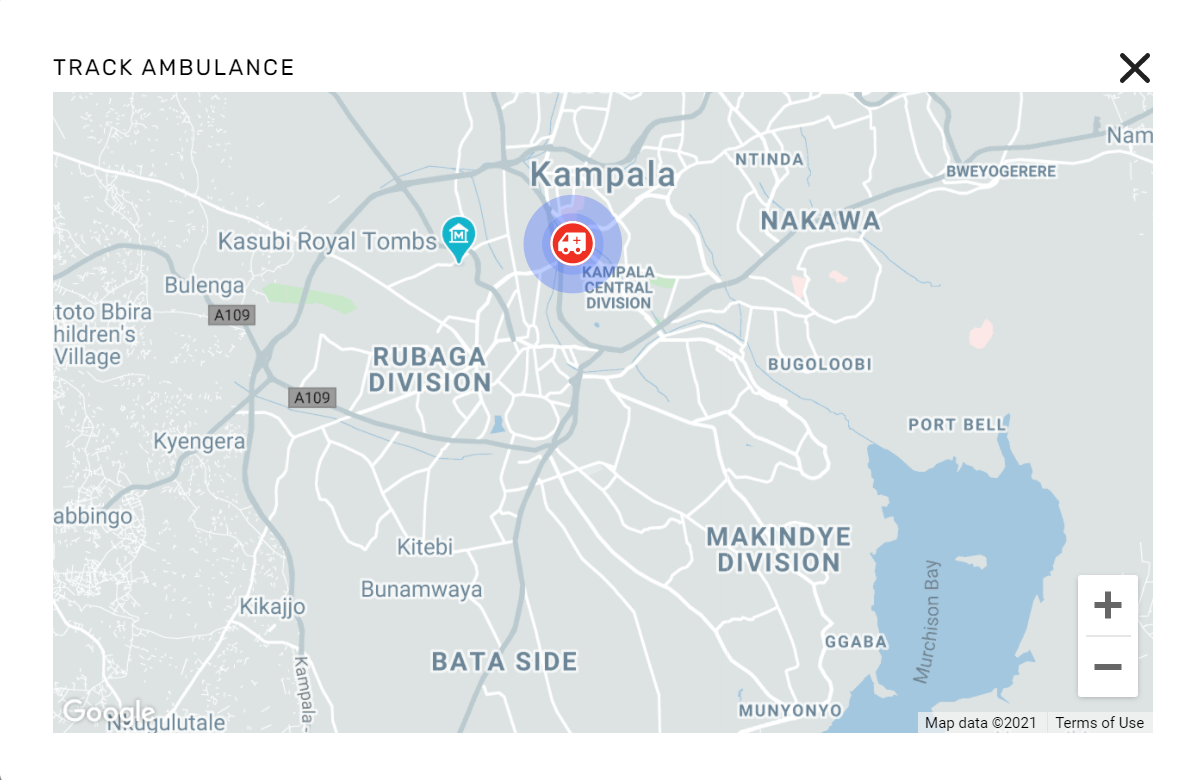 TRACK AMBULANCE
Nam
NTINDA
Kampala
BWEYOGERERE
NAKAWA
Kasubi Royal Tombs
M
KAMPALA
CENTRAL
DIVISION
Bulenga
toto Bbira
hildren's
Village
A109
RUBAGA
DIVISION
BUGOLOOBI
A109
PORT BELL
Kyengera
abbingo
MAKINDYE
DIVISION
Kitebi
Bunamwaya
Murchison Bay
Kikajjo
GGABA
BATA SIDE
Kampala-
MUNYONYO
Google
Nkugulutale
Map data ©2021
Terms of Use